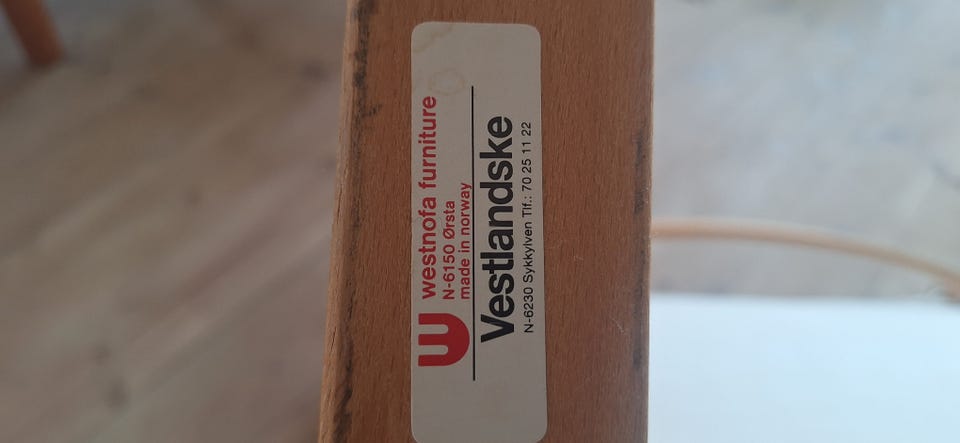 westnofa furniture
N-6150 Ørsta
made in norway
Vestlandske
N-6230 Sykkylven Tlf.: 70 25 11 22